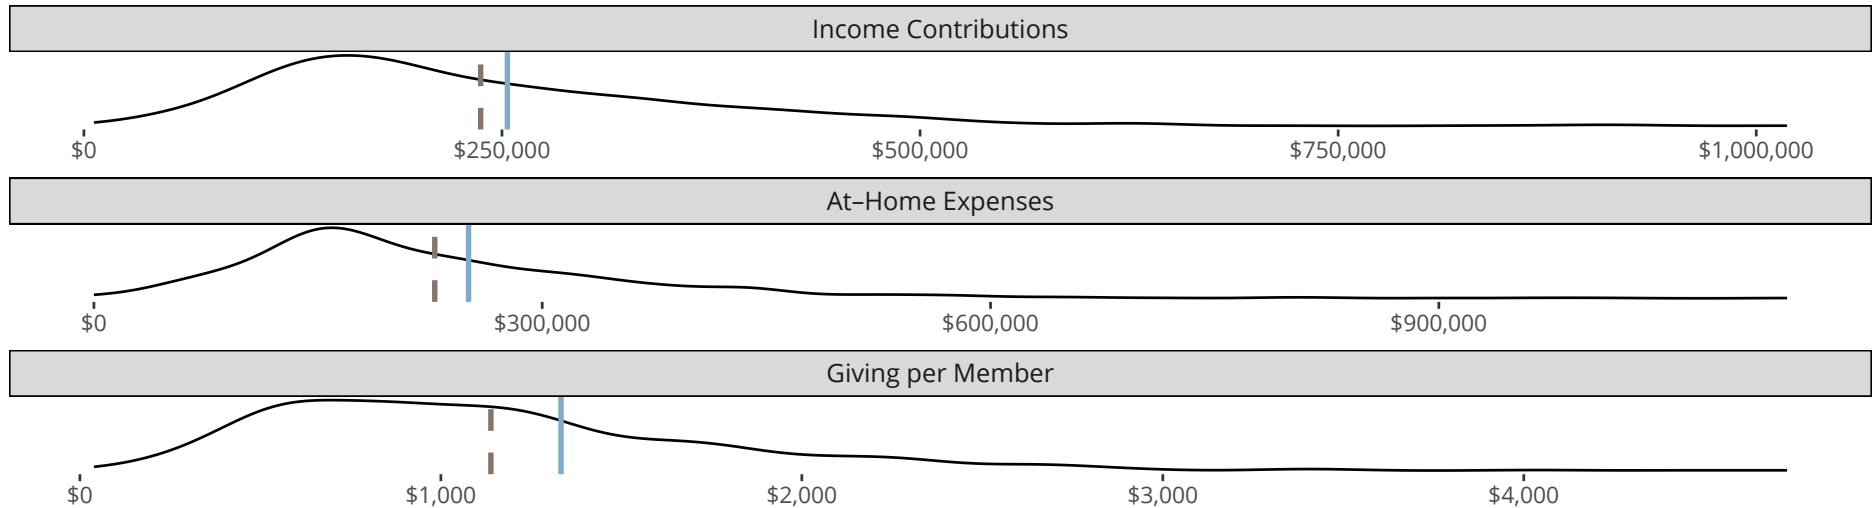 Income Contributions
$0 $250,000 $500,000 $750,000 $1,000,000
At–Home Expenses
$0 $300,000 $600,000 $900,000
Giving per Member
$0 $1,000 $2,000 $3,000 $4,000